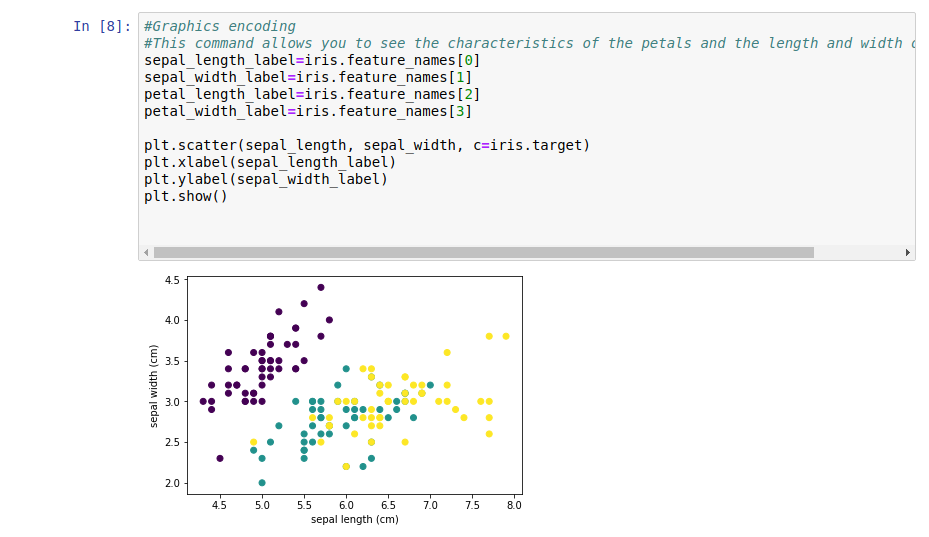 In [8]:
#Graphics encoding
#This command allows you to see the characteristics of the petals and the length and width
sepal_length_label=iris.feature_names[0]
sepal_width_label=iris.feature_names[1]
petal_length_label=iris.feature_names[2]
petal_width_label=iris.feature_names[3]
plt.scatter(sepal_length, sepal_width, c=iris.target)
plt.xlabel(sepal_length_label)
plt.ylabel(sepal_width_label)
plt.show()
4.5
4.0
3.5
3.0
2.5
2.0
sepal width (cm)
4.5 5.0 5.5 6.0 6.5 7.0 7.5 8.0
sepal length (cm)